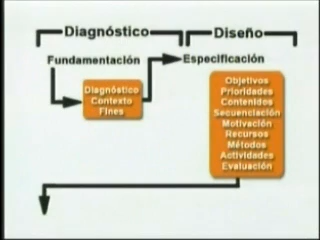 Diagnóstico
Diseño
Fundamentación
Especificación
Diagnóstico
Contexto
Fines
Objetivos
Prioridades
Contenidos
Secuenciación
Motivación
Recursos
Métodos
Actividades
Evaluación